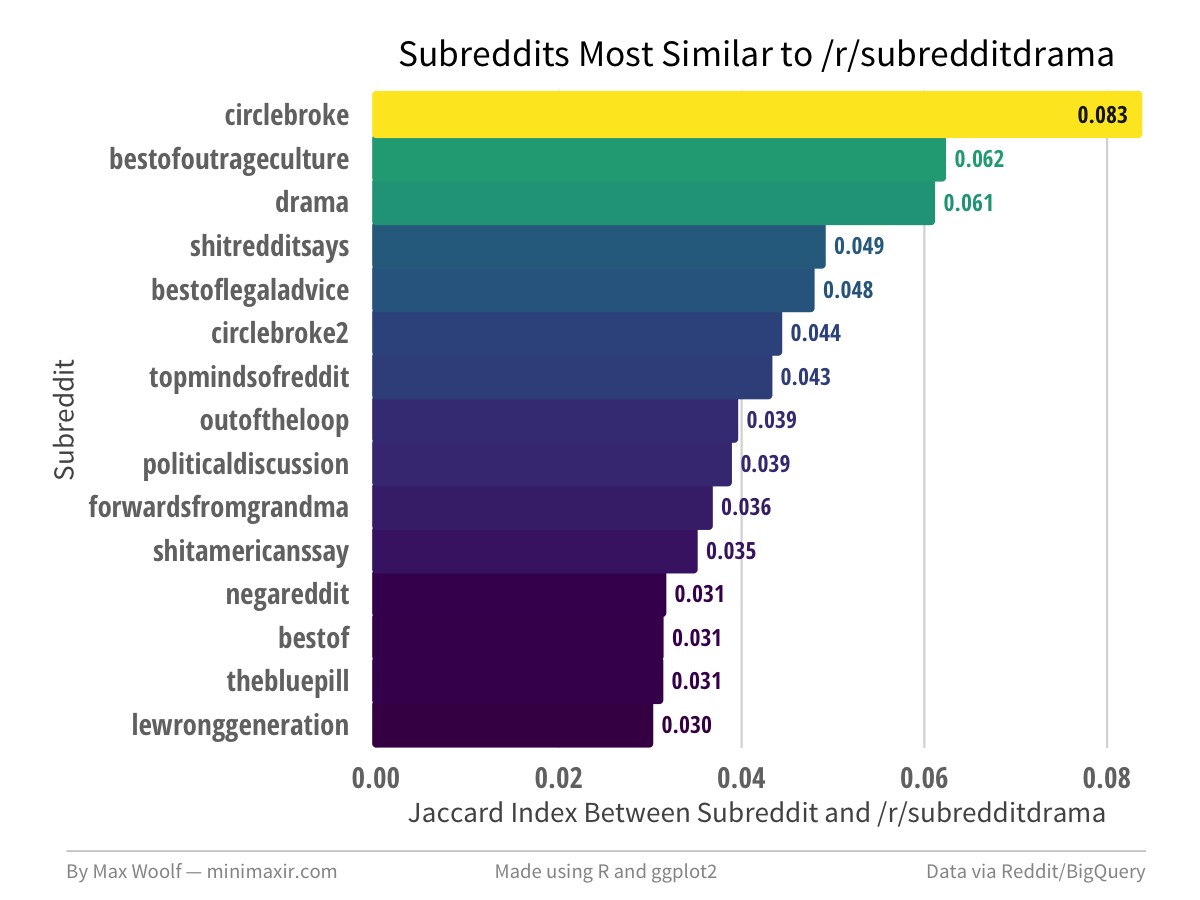 Subreddits Most Similar to /r/subredditdrama
circlebroke 0.083
bestofoutrageculture 0.062
drama 0.061
shitredditsays 0.049
bestoflegaladvice 0.048
circlebroke2 0.044
topmindsofreddit 0.043
outoftheloop 0.039
politicaldiscussion 0.039
forwardsfromgrandma 0.036
shitamericanssay 0.035
negareddit 0.031
bestof 0.031
thebluepill 0.031
lewronggeneration 0.030
Subreddit
0.00 0.02 0.04 0.06 0.08
Jaccard Index Between Subreddit and /r/subredditdrama
By Max Woolf — minimaxir.com Made using R and ggplot2 Data via Reddit/BigQuery